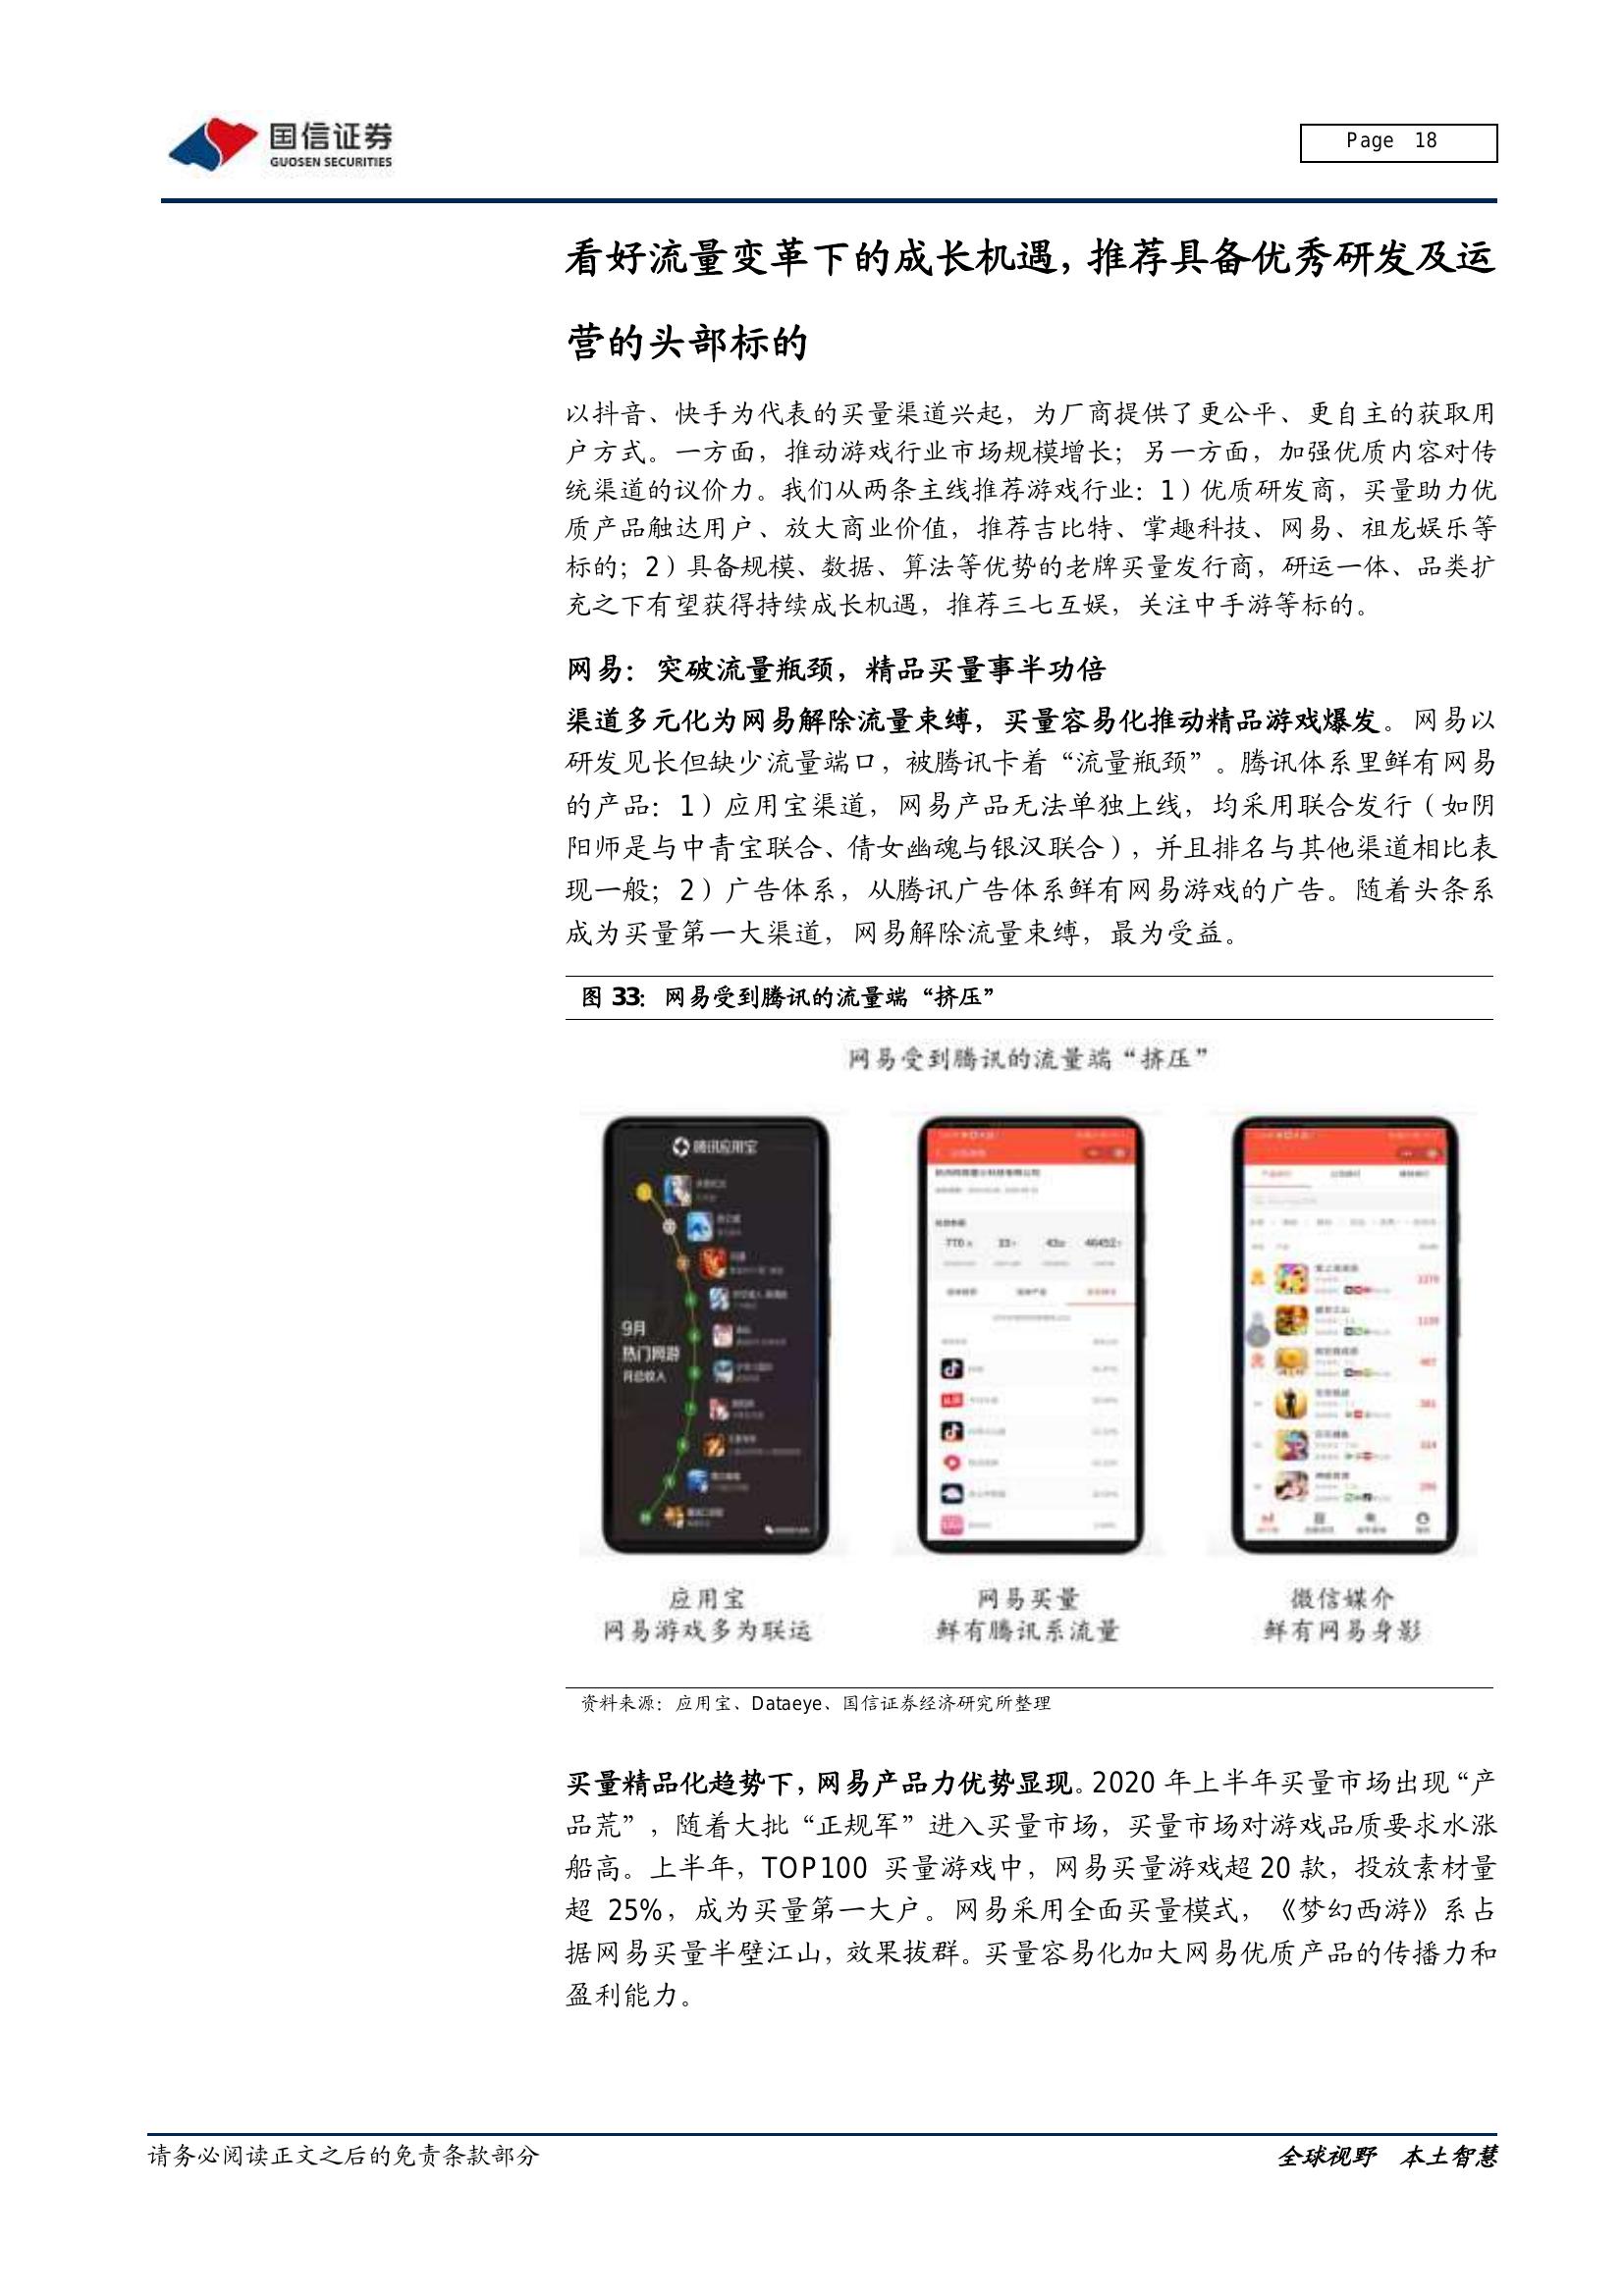 国信证券
GUOSEN SECURITIES
Page 18
看好流量变革下的成长机遇，推荐具备优秀研发及运
营的头部标的
以抖音、快手为代表的买量渠道兴起，为厂商提供了更公平、更自主的获取用
户方式。一方面，推动游戏行业市场规模增长；另一方面，加强优质内容对传
统渠道的议价力。我们从两条主线推荐游戏行业：1）优质研发商，买量助力优
质产品触达用户、放大商业价值，推荐吉比特、掌趣科技、网易、祖龙娱乐等
标的；2）具备规模、数据、算法等优势的老牌买量发行商，研运一体、品类扩
充之下有望获得持续成长机遇，推荐三七互娱，关注中手游等标的。
网易：突破流量瓶颈，精品买量事半功倍
渠道多元化为网易解除流量束缚，买量容易化推动精品游戏爆发。网易以
研发见长但缺少流量端口，被腾讯卡着“流量瓶颈”。腾讯体系里鲜有网易
的产品：1）应用宝渠道，网易产品无法单独上线，均采用联合发行（如阴
阳师是与中青宝联合、倩女幽魂与银汉联合），并且排名与其他渠道相比表
现一般；2）广告体系，从腾讯广告体系鲜有网易游戏的广告。随着头条系
成为买量第一大渠道，网易解除流量束缚，最为受益。
图 33：网易受到腾讯的流量端“挤压”
网易受到腾讯的流量端“挤压”
腾讯应用宝
9月
热门网游
月总收入
应用宝
网易游戏多为联运
网易买量
鲜有腾讯系流量
微信媒介
鲜有网易身影
资料来源：应用宝、Dataeye、国信证券经济研究所整理
买量精品化趋势下，网易产品力优势显现。2020 年上半年买量市场出现“产
品荒”，随着大批“正规军”进入买量市场，买量市场对游戏品质要求水涨
船高。上半年，TOP100 买量游戏中，网易买量游戏超 20 款，投放素材量
超 25%，成为买量第一大户。网易采用全面买量模式，《梦幻西游》系占
据网易买量半壁江山，效果拔群。买量容易化加大网易优质产品的传播力和
盈利能力。
请务必阅读正文之后的免责条款部分
全球视野 本土智慧